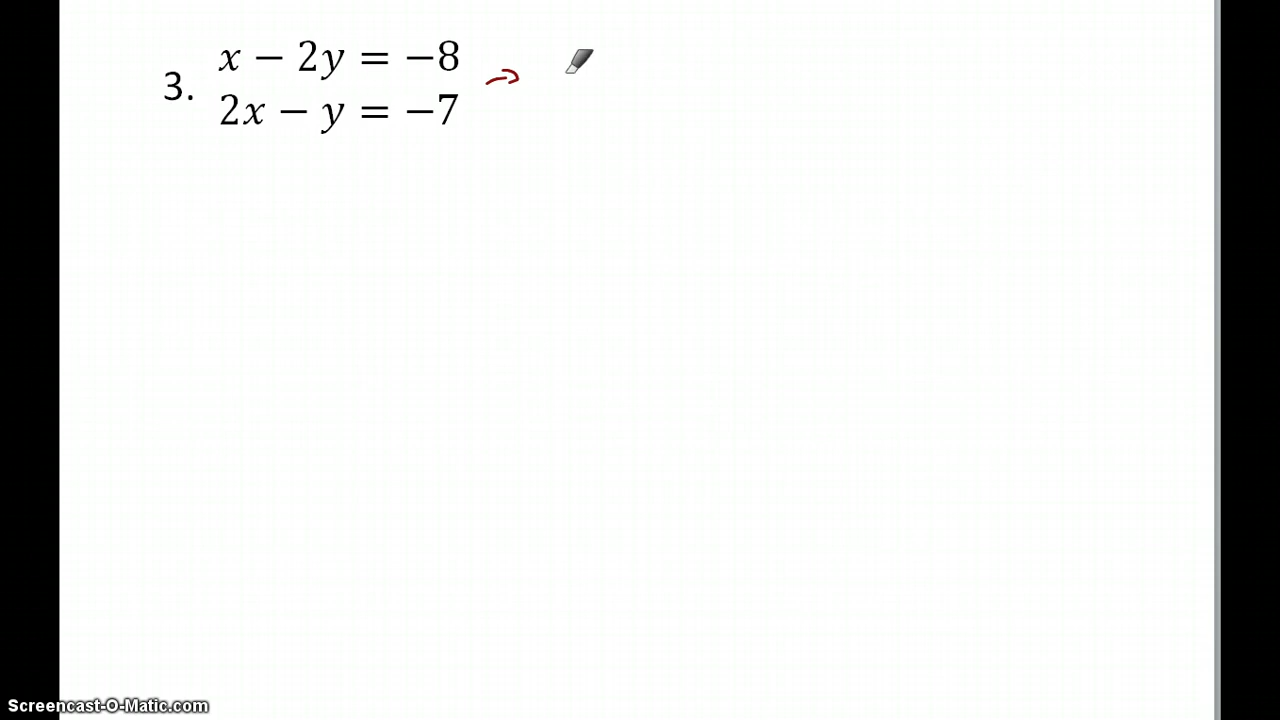 3.
x − 2y = −8
2x − y = −7
Screencast-O-Matic.com